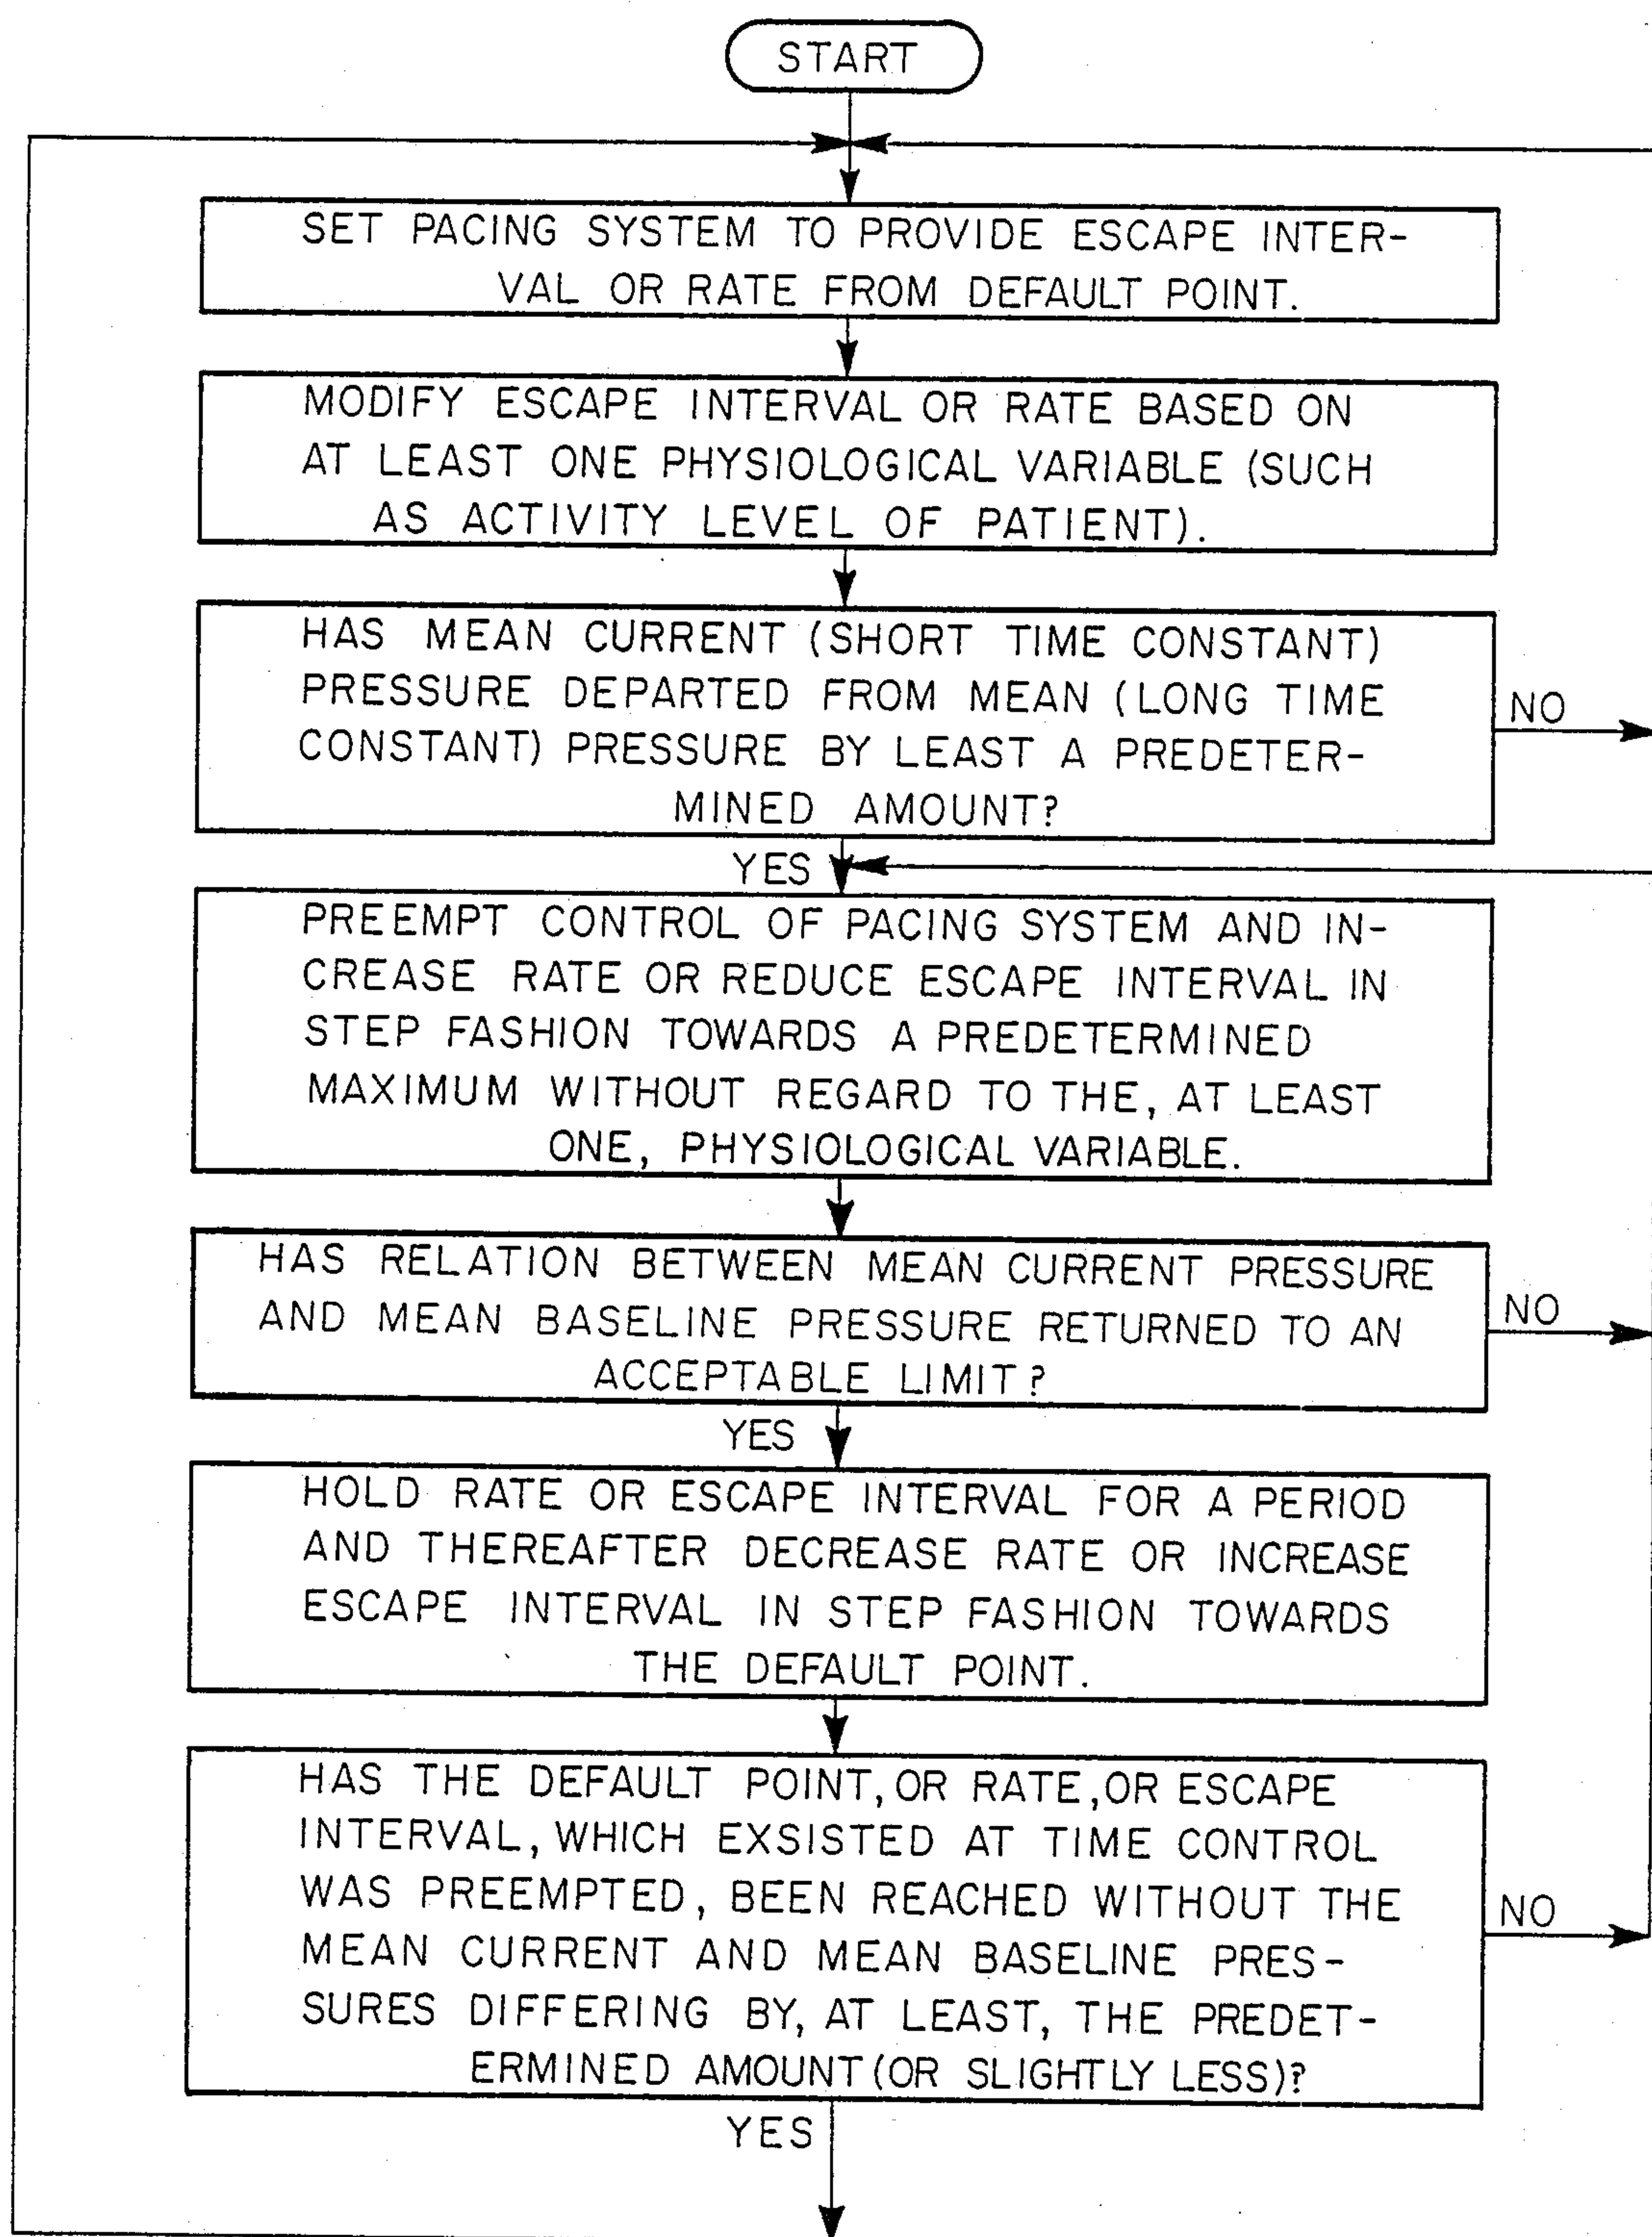 START
SET PACING SYSTEM TO PROVIDE ESCAPE INTER-
VAL OR RATE FROM DEFAULT POINT.
MODIFY ESCAPE INTERVAL OR RATE BASED ON
AT LEAST ONE PHYSIOLOGICAL VARIABLE (SUCH
AS ACTIVITY LEVEL OF PATIENT).
HAS MEAN CURRENT (SHORT TIME CONSTANT)
PRESSURE DEPARTED FROM MEAN (LONG TIME
CONSTANT) PRESSURE BY LEAST A PREDETER-
MINED AMOUNT?
NO
YES
PREEMPT CONTROL OF PACING SYSTEM AND IN-
CREASE RATE OR REDUCE ESCAPE INTERVAL IN
STEP FASHION TOWARDS A PREDETERMINED
MAXIMUM WITHOUT REGARD TO THE, AT LEAST
ONE, PHYSIOLOGICAL VARIABLE.
HAS RELATION BETWEEN MEAN CURRENT PRESSURE
AND MEAN BASELINE PRESSURE RETURNED TO AN
ACCEPTABLE LIMIT?
NO
YES
HOLD RATE OR ESCAPE INTERVAL FOR A PERIOD
AND THEREAFTER DECREASE RATE OR INCREASE
ESCAPE INTERVAL IN STEP FASHION TOWARDS
THE DEFAULT POINT.
HAS THE DEFAULT POINT, OR RATE, OR ESCAPE
INTERVAL, WHICH EXSISTED AT TIME CONTROL
WAS PREEMPTED, BEEN REACHED WITHOUT THE
MEAN CURRENT AND MEAN BASELINE PRES-
SURES DIFFERING BY, AT LEAST, THE PREDET-
ERMINED AMOUNT (OR SLIGHTLY LESS)?
NO
YES